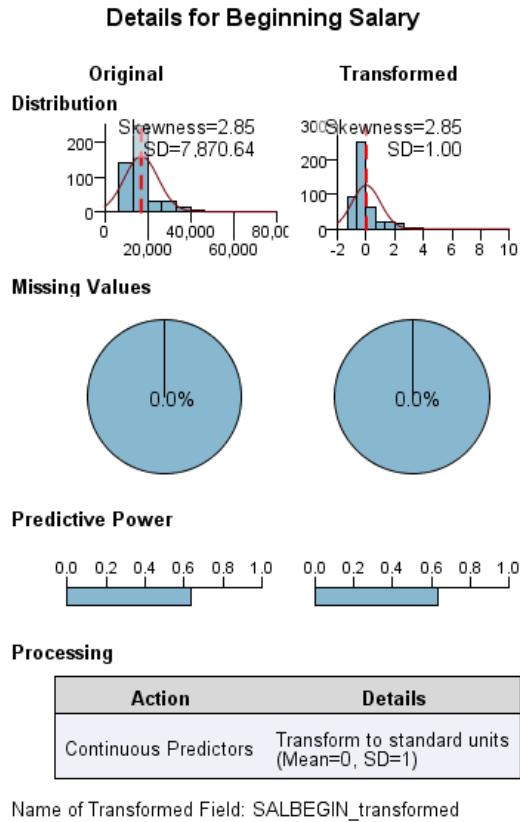 Details for Beginning Salary
Original
Transformed
Distribution
Skewness=2.85
SD=7,870.64
200
100
0
0
20,000
40,000
60,000
80,0
Skewness=2.85
SD=1.00
300
200
100
0
-2
0
2
4
6
8
10
Missing Values
0.0%
0.0%
Predictive Power
0.0 0.2 0.4 0.6 0.8 1.0
0.0 0.2 0.4 0.6 0.8 1.0
Processing
Action Details
Continuous Predictors
Transform to standard units
(Mean=0, SD=1)
Name of Transformed Field: SALBEGIN_transformed